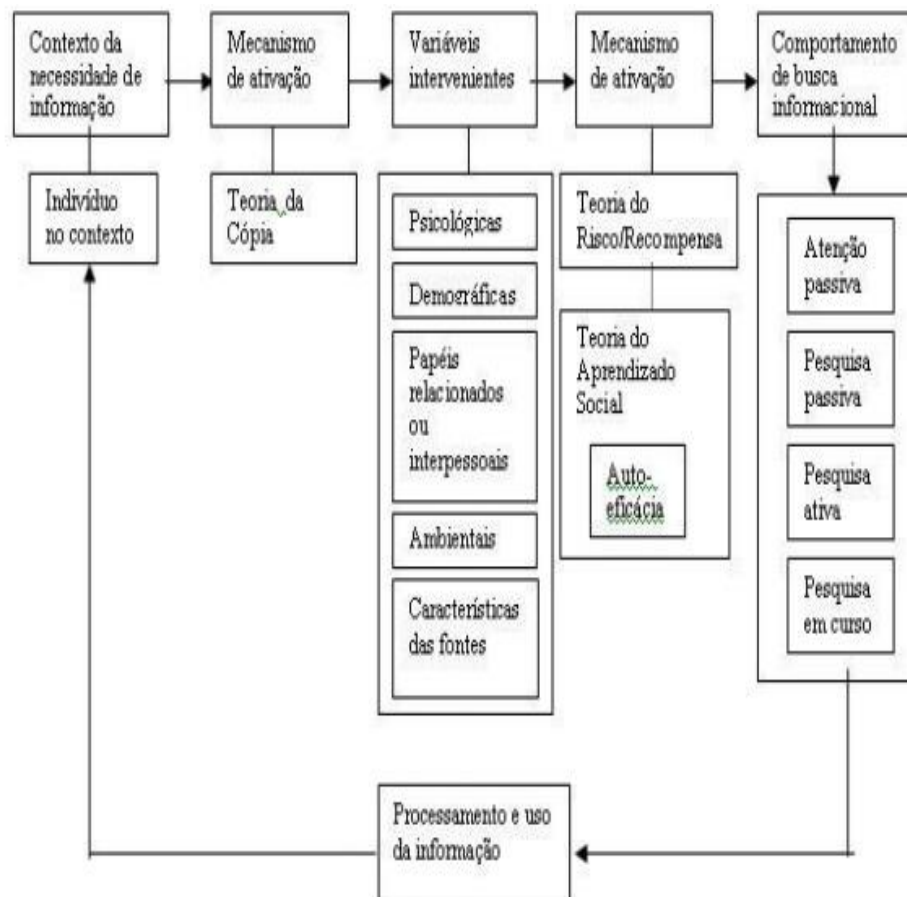 Contexto da
necessidade de
informação
Mecanismo
de ativação
Variáveis
intervenientes
Mecanismo
de ativação
Comportamento
de busca
informacional
Indivíduo
no contexto
Teoria da
Cópia
Psicológicas
Demográficas
Papéis
relacionados
ou
interpessoais
Ambientais
Características
das fontes
Teoria do
Risco/Recompensa
Teoria do
Aprendizado
Social
Auto-
eficácia
Atenção
passiva
Pesquisa
passiva
Pesquisa
ativa
Pesquisa
em curso
Processamento e uso
da informação